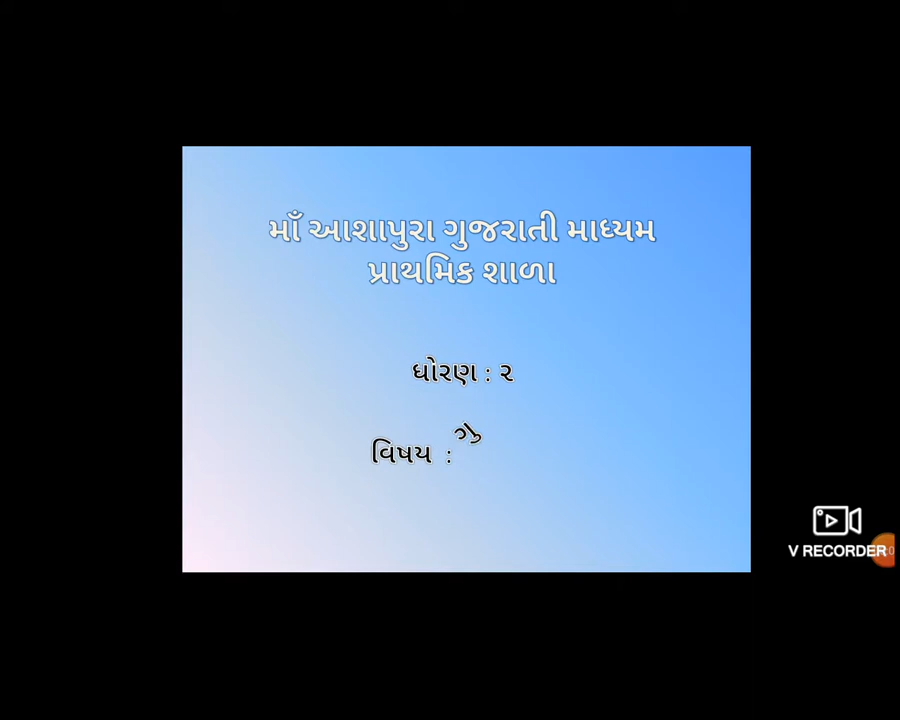 માઁ આશાપુરા ગુજરાતી માધ્યમ
પ્રાથમિક શાળા
ધોરણ : ૨
વિષય : ગુ
V RECORDER